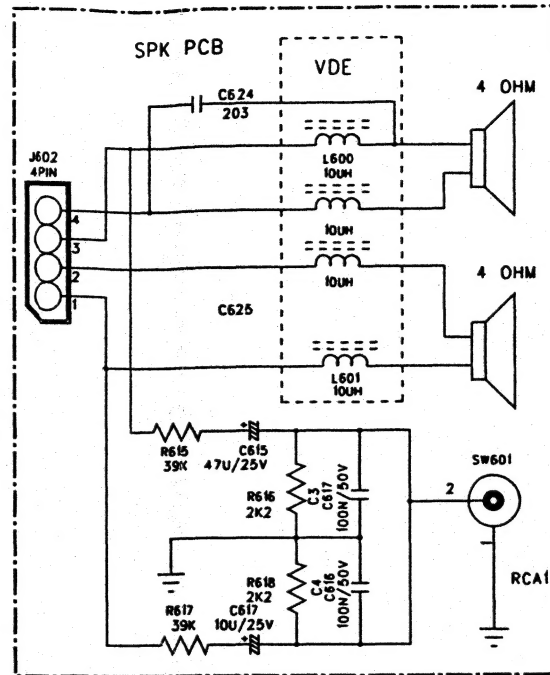 SPK PCB
VDE
C624
203
4 OHM
J602
4PIN
L600
10UH
4
3
2
1
10UH
10UH
4 OHM
C625
L601
10UH
R615
39K
C615
47U/25V
+
R616
2K2
C3
C617
100N/50V
SW601
2
1
RCA1
R618
2K2
C4
C616
100N/50V
R617
39K
C617
10U/25V
+